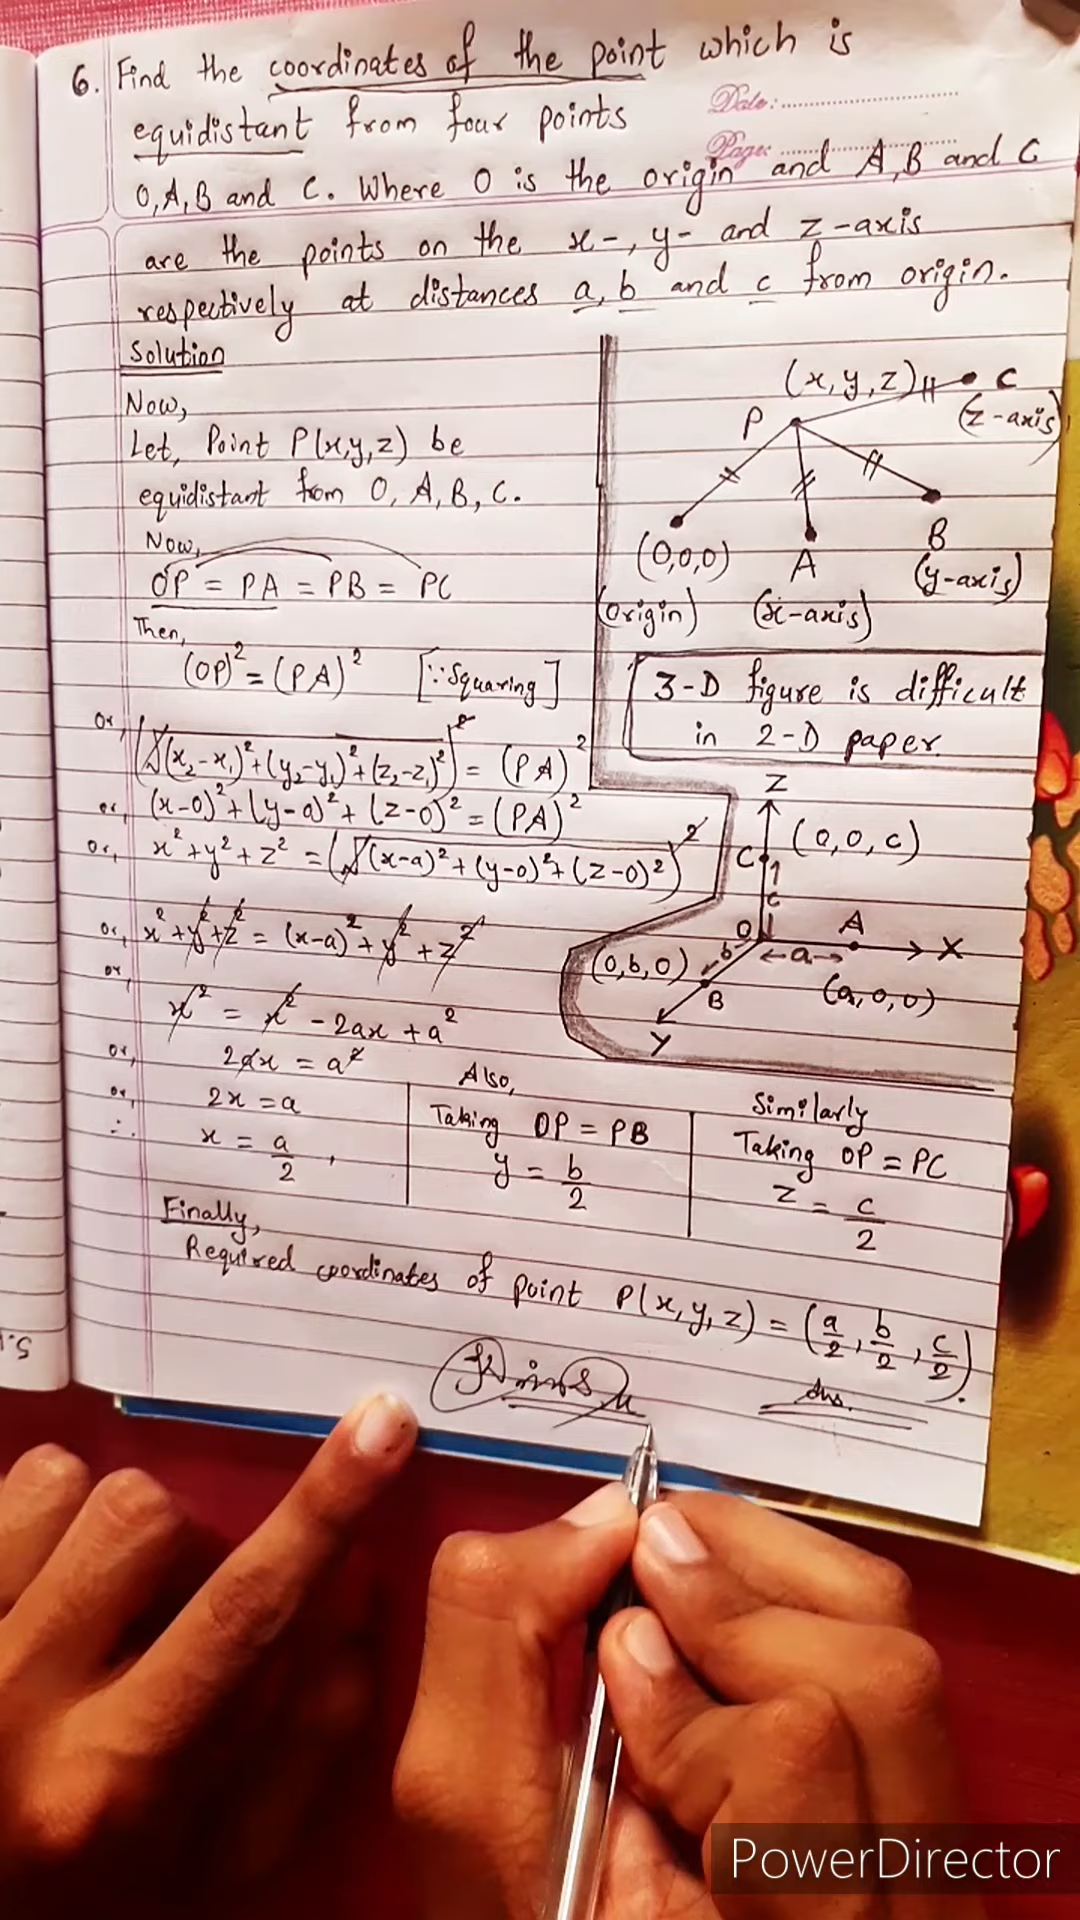 6. Find the coordinates of the point which is
Date:
equidistant from four points
Page:
O, A, B and C. Where O is the origin and A, B and C
are the points on the x-, y- and z-axis
respectively at distances a, b and c from origin.
Solution
Now,
Let, Point P(x,y,z) be
equidistant from O, A, B, C.
Now,
OP = PA = PB = PC
Then,
(OP)² = (PA)² [∵ Squaring]
or, (√(x₂-x₁)²+(y₂-y₁)²+(z₂-z₁)²)² = (PA)²
or, (x-0)²+(y-0)²+(z-0)² = (PA)²
or, x²+y²+z² = (√(x-a)²+(y-0)²+(z-0)²)²
or, x²+y²+z² = (x-a)²+y²+z²
or,
x² = x² - 2ax + a²
or, 2ax = a²
or, 2x = a
∴ x = a/2,
Also,
Taking OP = PB
y = b/2
Similarly
Taking OP = PC
z = c/2
(x,y,z) C
P (z-axis)
(0,0,0) A B
(origin) (x-axis) (y-axis)
3-D figure is difficult
in 2-D paper.
Z
C (0,0,c)
c
O A X
(0,b,0) b a
B (a,0,0)
Y
Finally,
Required coordinates of point P(x,y,z) = (a/2, b/2, c/2).
Ans.
5.1
PowerDirector